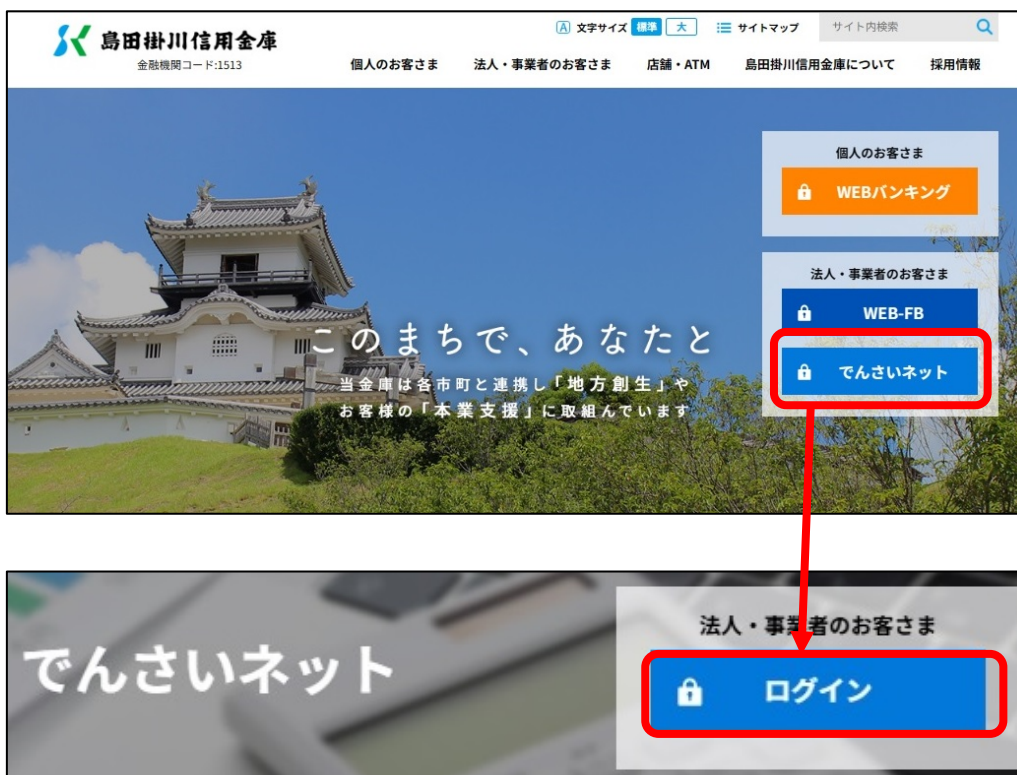 島田掛川信用金庫
金融機関コード:1513
A 文字サイズ 標準 大 サイトマップ サイト内検索
個人のお客さま 法人・事業者のお客さま 店舗・ATM 島田掛川信用金庫について 採用情報
個人のお客さま
WEBバンキング
法人・事業者のお客さま
WEB-FB
でんさいネット
このまちで、あなたと
当金庫は各市町と連携し「地方創生」や
お客様の「本業支援」に取組んでいます
でんさいネット
法人・事業者のお客さま
ログイン